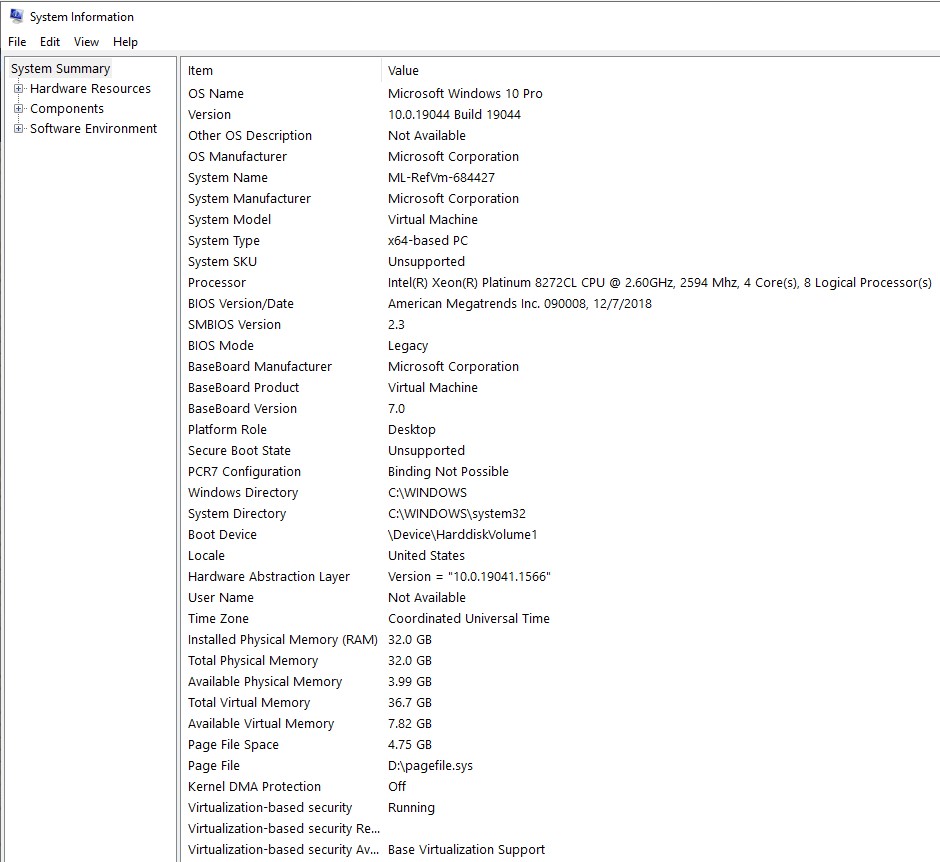 System Information
File Edit View Help
System Summary
Hardware Resources
Components
Software Environment
Item Value
OS Name Microsoft Windows 10 Pro
Version 10.0.19044 Build 19044
Other OS Description Not Available
OS Manufacturer Microsoft Corporation
System Name ML-RefVm-684427
System Manufacturer Microsoft Corporation
System Model Virtual Machine
System Type x64-based PC
System SKU Unsupported
Processor Intel(R) Xeon(R) Platinum 8272CL CPU @ 2.60GHz, 2594 Mhz, 4 Core(s), 8 Logical Processor(s)
BIOS Version/Date American Megatrends Inc. 090008, 12/7/2018
SMBIOS Version 2.3
BIOS Mode Legacy
BaseBoard Manufacturer Microsoft Corporation
BaseBoard Product Virtual Machine
BaseBoard Version 7.0
Platform Role Desktop
Secure Boot State Unsupported
PCR7 Configuration Binding Not Possible
Windows Directory C:\WINDOWS
System Directory C:\WINDOWS\system32
Boot Device \Device\HarddiskVolume1
Locale United States
Hardware Abstraction Layer Version = "10.0.19041.1566"
User Name Not Available
Time Zone Coordinated Universal Time
Installed Physical Memory (RAM) 32.0 GB
Total Physical Memory 32.0 GB
Available Physical Memory 3.99 GB
Total Virtual Memory 36.7 GB
Available Virtual Memory 7.82 GB
Page File Space 4.75 GB
Page File D:\pagefile.sys
Kernel DMA Protection Off
Virtualization-based security Running
Virtualization-based security Re...
Virtualization-based security Av... Base Virtualization Support